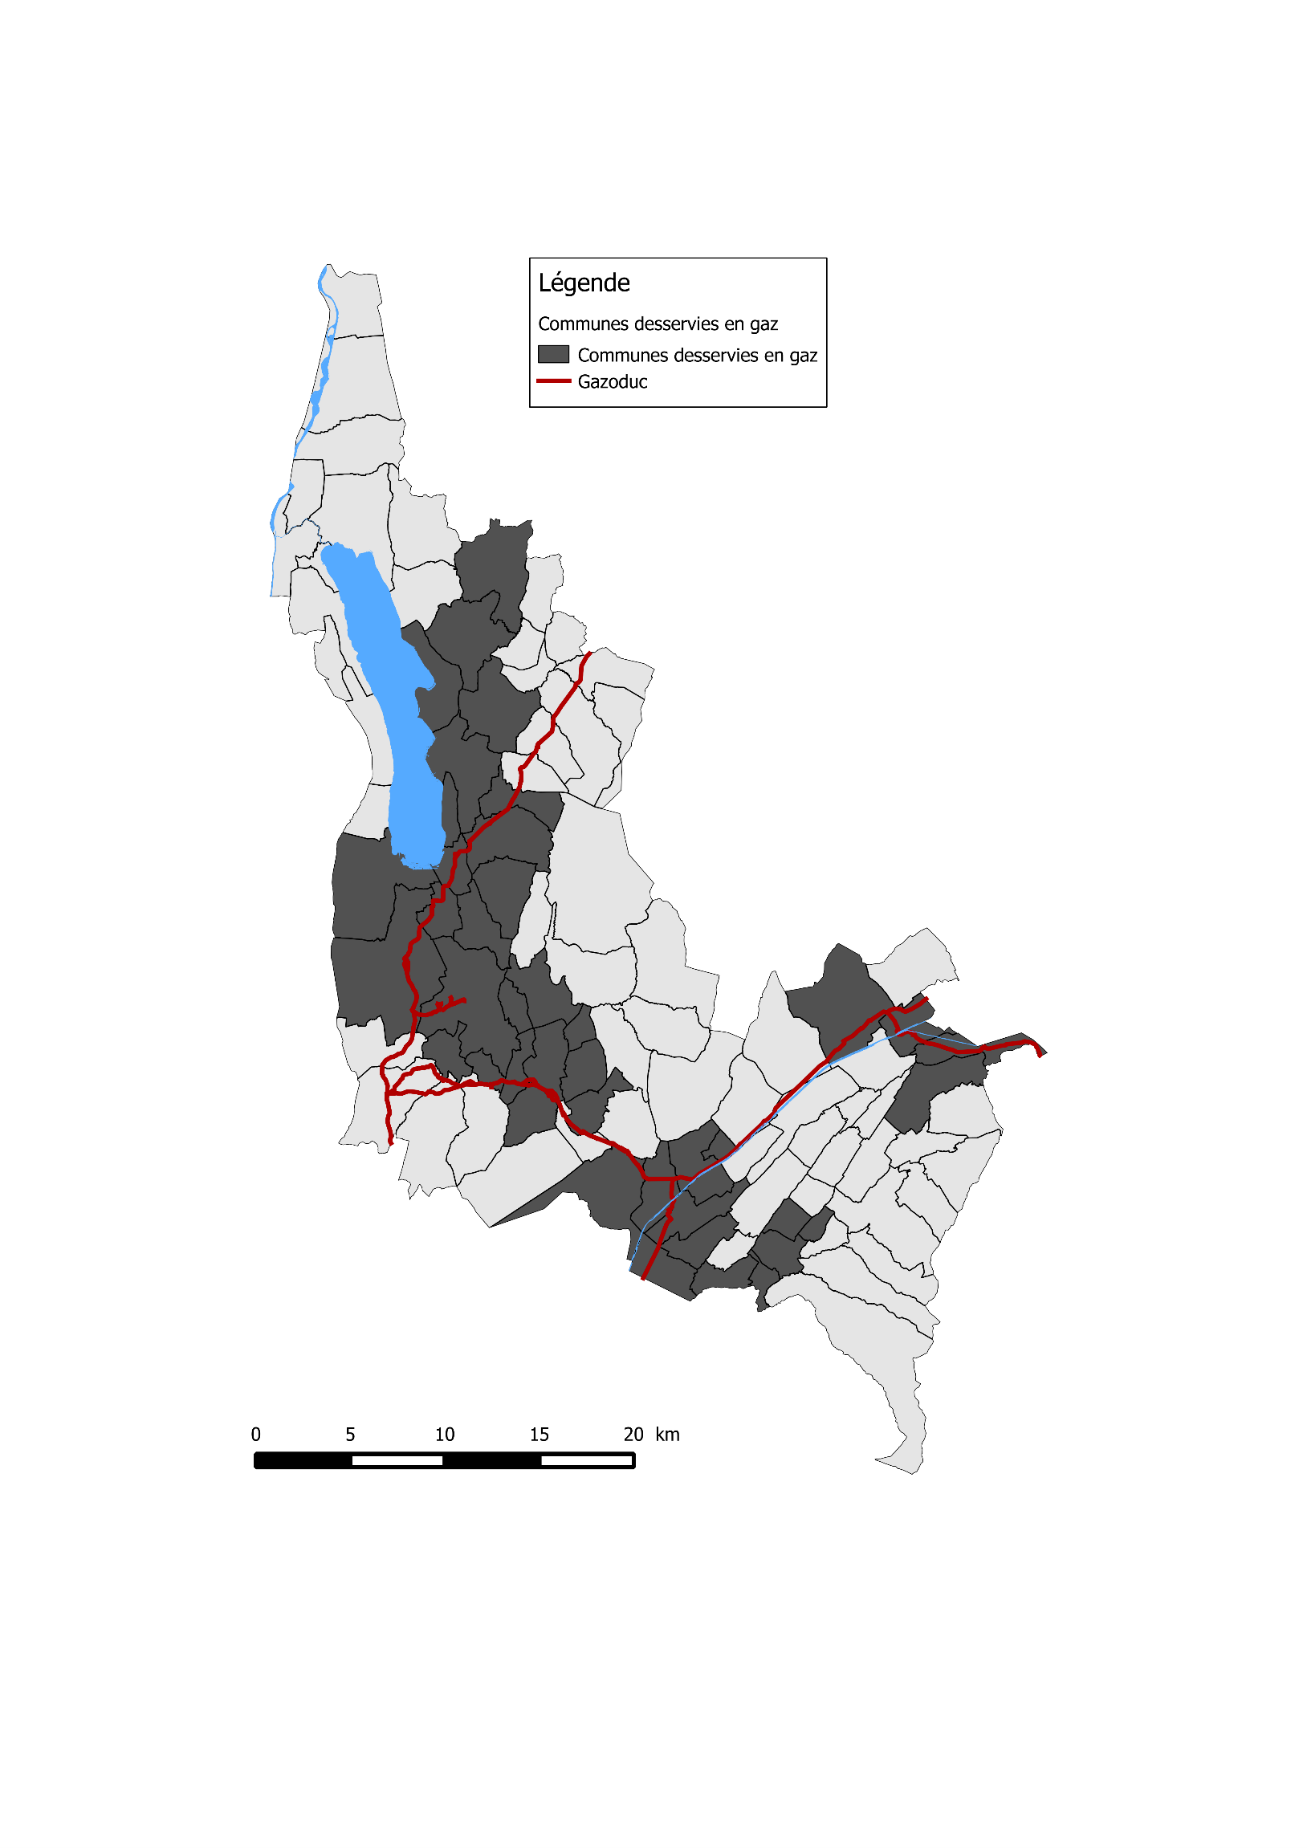 Légende
Communes desservies en gaz
Communes desservies en gaz
Gazoduc
0 5 10 15 20 km